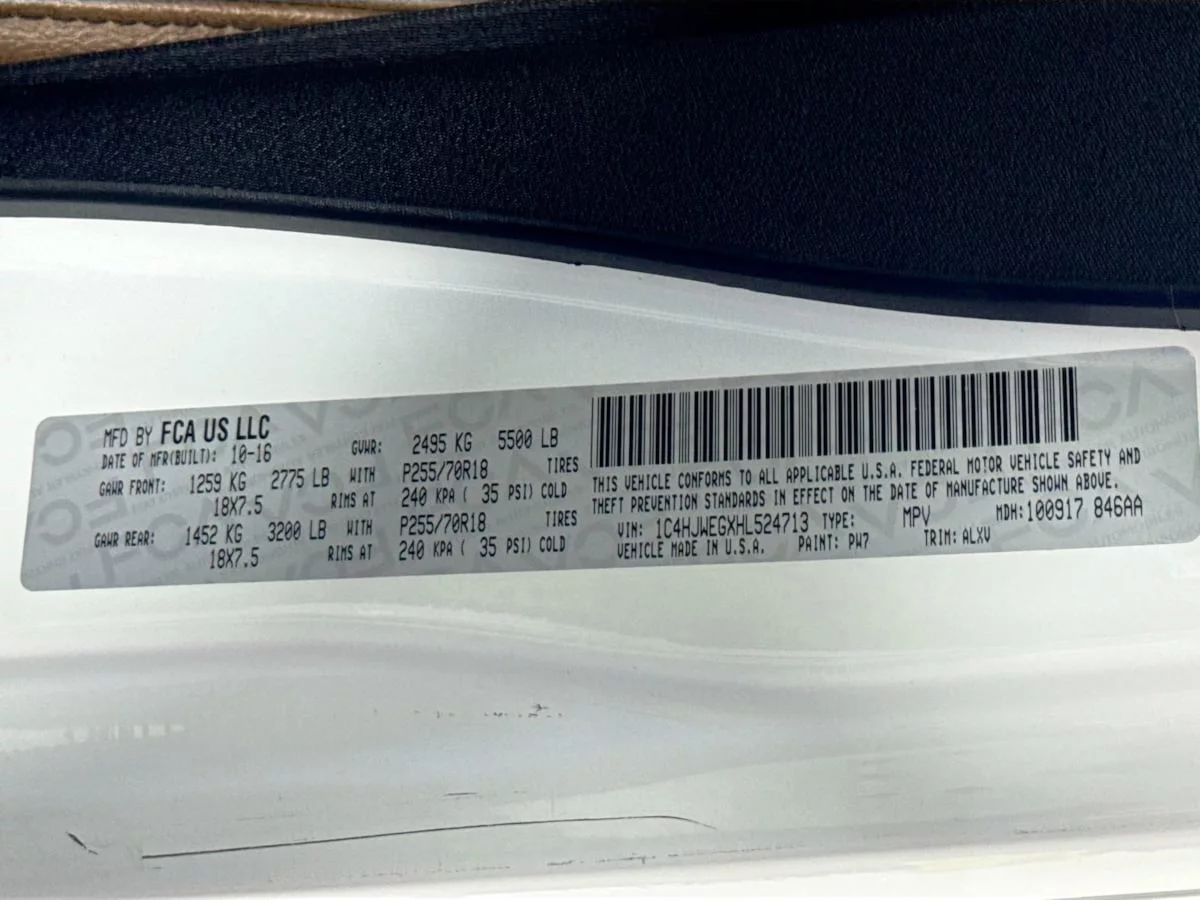 MFD BY FCA US LLC
DATE OF MFR(BUILT): 10-16 GVWR: 2495 KG 5500 LB
GAWR FRONT: 1259 KG 2775 LB WITH P255/70R18 TIRES
18X7.5 RIMS AT 240 KPA ( 35 PSI) COLD
GAWR REAR: 1452 KG 3200 LB WITH P255/70R18 TIRES
18X7.5 RIMS AT 240 KPA ( 35 PSI) COLD
THIS VEHICLE CONFORMS TO ALL APPLICABLE U.S.A. FEDERAL MOTOR VEHICLE SAFETY AND
THEFT PREVENTION STANDARDS IN EFFECT ON THE DATE OF MANUFACTURE SHOWN ABOVE.
VIN: 1C4HJWEGXHL524713 TYPE: MPV MDH:100917 846AA
VEHICLE MADE IN U.S.A. PAINT: PW7 TRIM: ALXV